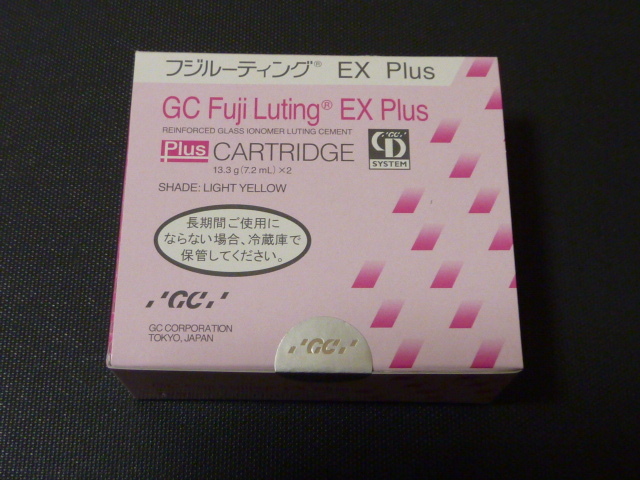 フジルーティング® EX Plus
GC Fuji Luting® EX Plus
REINFORCED GLASS IONOMER LUTING CEMENT
Plus CARTRIDGE
GC
CD
SYSTEM
13.3 g (7.2 mL) ×2
SHADE: LIGHT YELLOW
長期間ご使用に
ならない場合、冷蔵庫で
保管してください。
GC
GC CORPORATION
TOKYO, JAPAN
GC